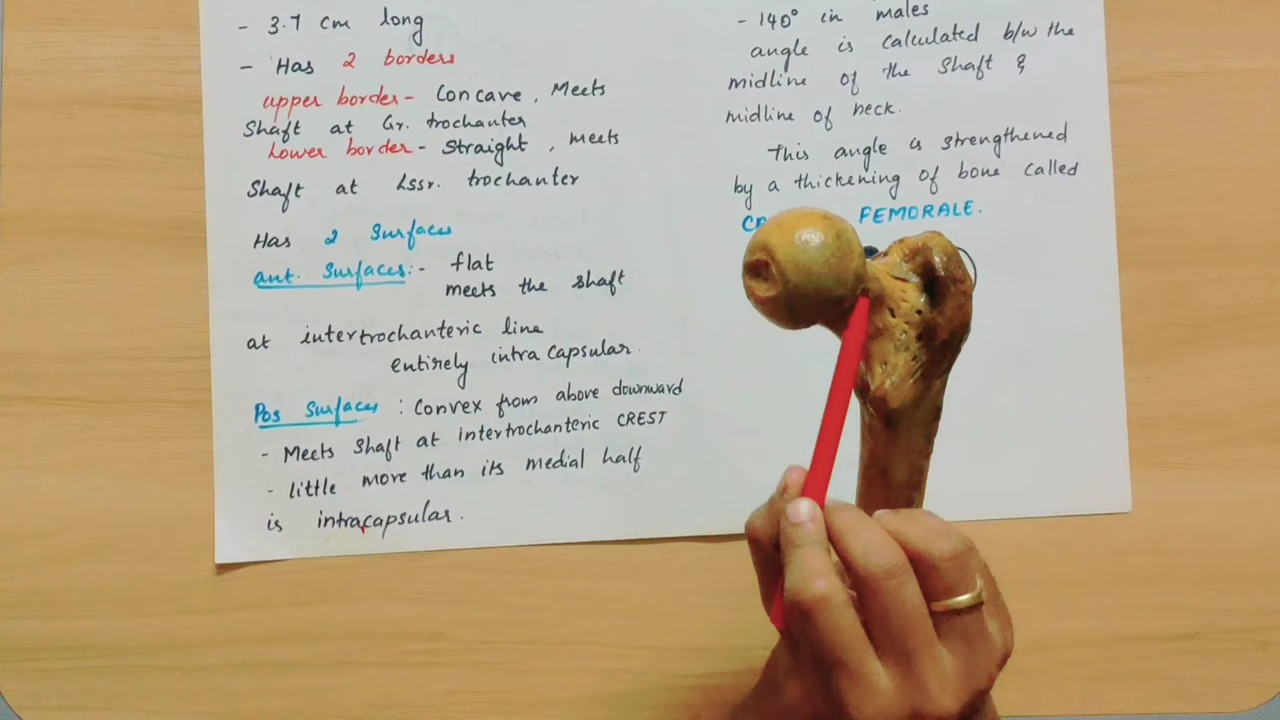 - 3.7 cm long
- Has 2 borders
upper border - Concave, Meets
Shaft at Gr. trochanter
Lower border - Straight, meets
Shaft at Lssr. trochanter
Has 2 Surfaces
ant. Surfaces :- flat
meets the shaft
at intertrochanteric line
entirely intra capsular.
Pos Surfaces : Convex from above downward
- Meets Shaft at intertrochanteric CREST
- little more than its medial half
is intracapsular.
- 140° in males
angle is calculated b/w the
midline of the Shaft &
midline of neck.
This angle is strengthened
by a thickening of bone called
FEMORALE.